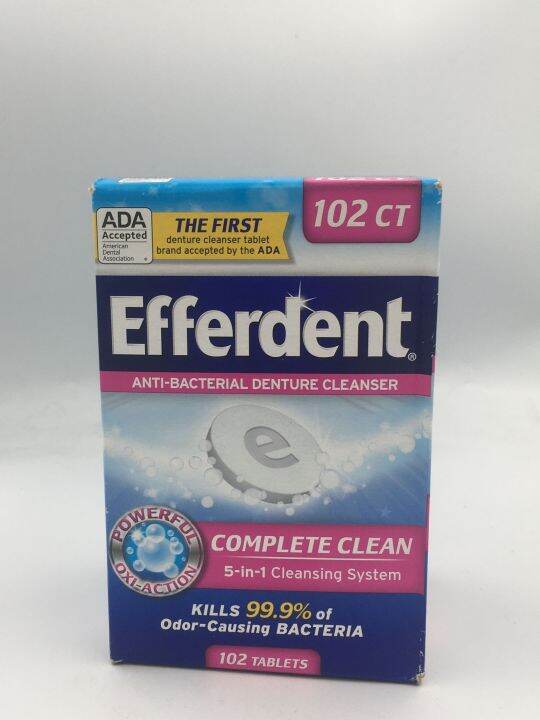 102 CT
ADA
Accepted
American
Dental
Association
THE FIRST
denture cleanser tablet
brand accepted by the ADA
102 CT
Efferdent®
ANTI-BACTERIAL DENTURE CLEANSER
e
POWERFUL
OXI-ACTION
COMPLETE CLEAN
5-in-1 Cleansing System
KILLS 99.9% of
Odor-Causing BACTERIA
102 TABLETS